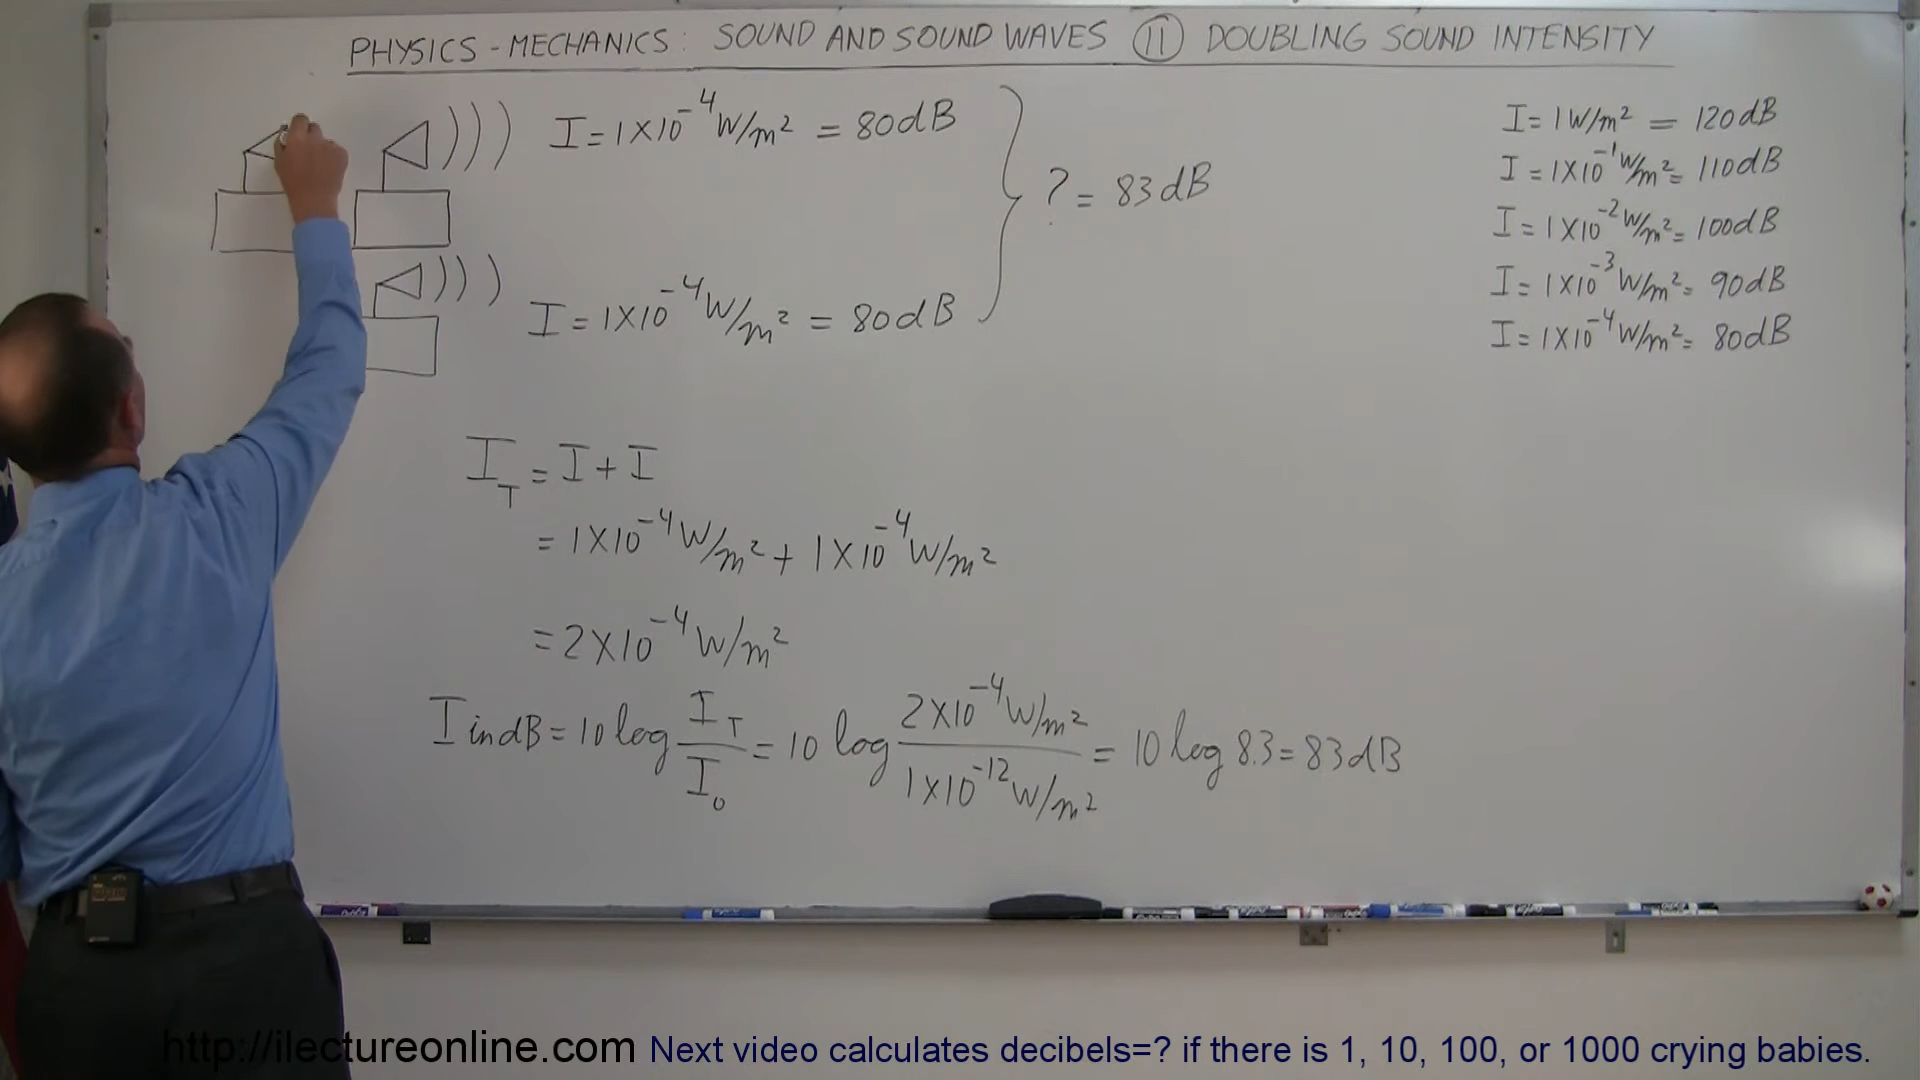 PHYSICS - MECHANICS: SOUND AND SOUND WAVES ⑪ DOUBLING SOUND INTENSITY
I = 1 X 10⁻⁴ W/m² = 80 dB
? = 83 dB
I = 1 X 10⁻⁴ W/m² = 80 dB
I = 1 W/m² = 120 dB
I = 1 X 10⁻¹ W/m² = 110 dB
I = 1 X 10⁻² W/m² = 100 dB
I = 1 X 10⁻³ W/m² = 90 dB
I = 1 X 10⁻⁴ W/m² = 80 dB
I_T = I + I
= 1 X 10⁻⁴ W/m² + 1 X 10⁻⁴ W/m²
= 2 X 10⁻⁴ W/m²
I in dB = 10 log I_T/I₀ = 10 log (2 X 10⁻⁴ W/m²)/(1 X 10⁻¹² W/m²) = 10 log 8.3 = 83 dB
http://ilectureonline.com Next video calculates decibels=? if there is 1, 10, 100, or 1000 crying babies.